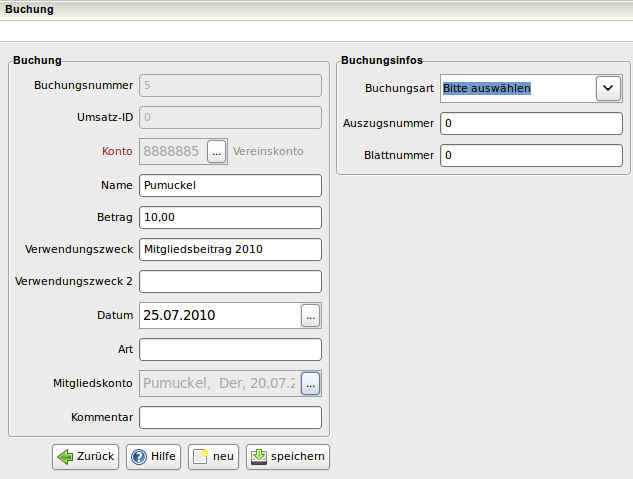 Buchung
Buchung
Buchungsnummer 5
Umsatz-ID 0
Konto 8888885 ... Vereinskonto
Name Pumuckel
Betrag 10,00
Verwendungszweck Mitgliedsbeitrag 2010
Verwendungszweck 2
Datum 25.07.2010 ...
Art
Mitgliedskonto Pumuckel, Der, 20.07.2 ...
Kommentar
Buchungsinfos
Buchungsart Bitte auswählen
Auszugsnummer 0
Blattnummer 0
Zurück Hilfe neu speichern